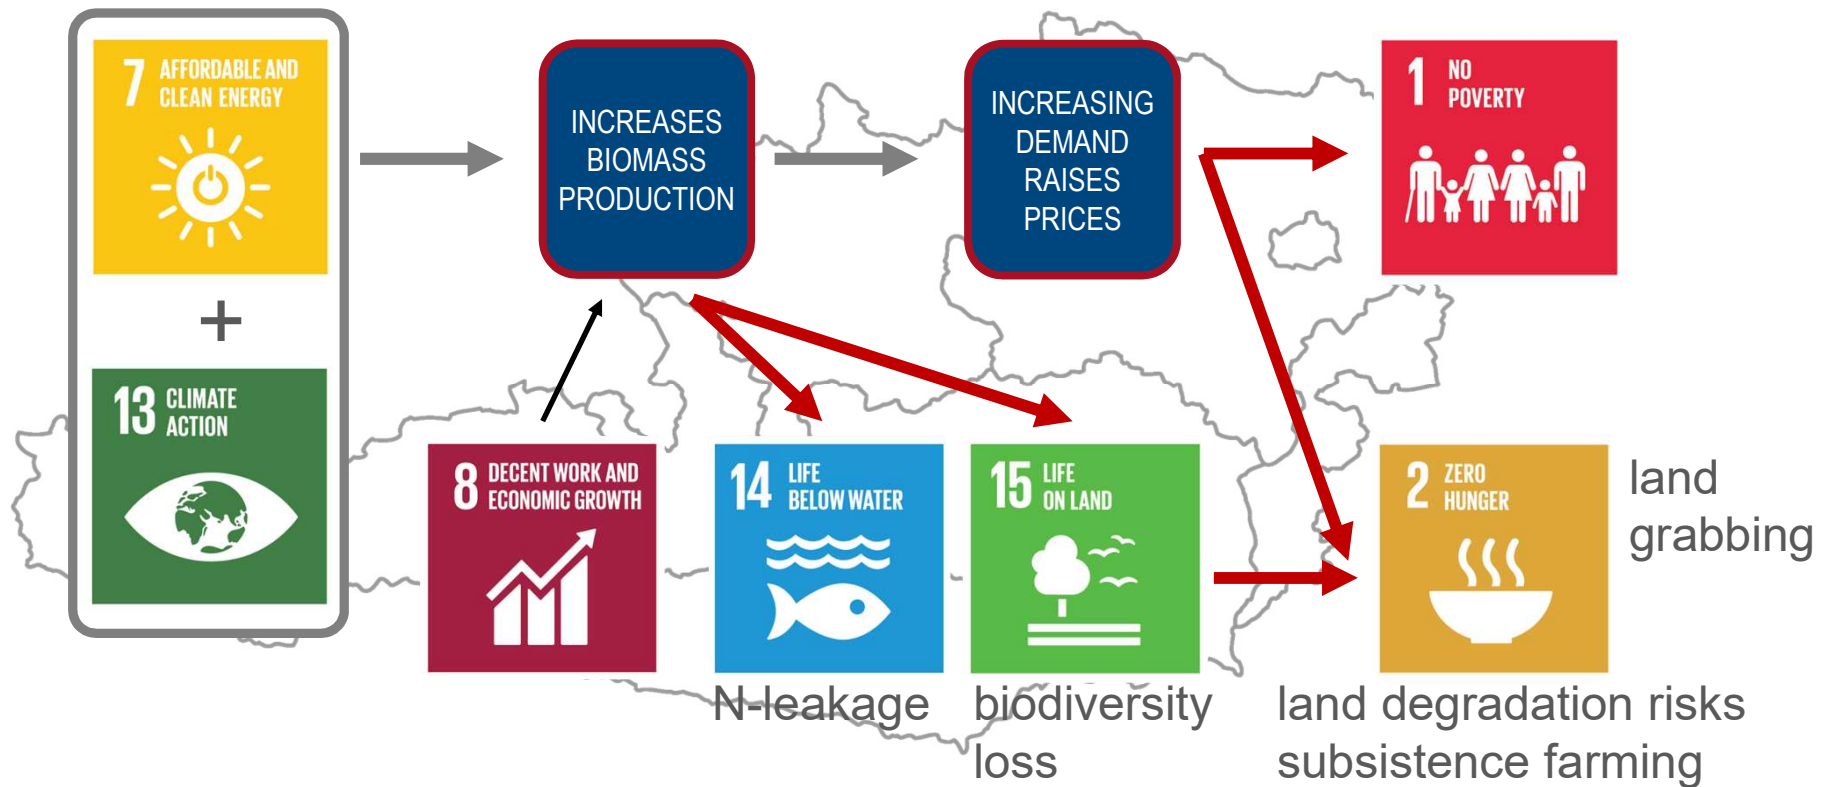 7 AFFORDABLE AND
CLEAN ENERGY
+
13 CLIMATE
ACTION
INCREASES
BIOMASS
PRODUCTION
INCREASING
DEMAND
RAISES
PRICES
1 NO
POVERTY
8 DECENT WORK AND
ECONOMIC GROWTH
14 LIFE
BELOW WATER
15 LIFE
ON LAND
2 ZERO
HUNGER
land
grabbing
N-leakage
biodiversity
loss
land degradation risks
subsistence farming